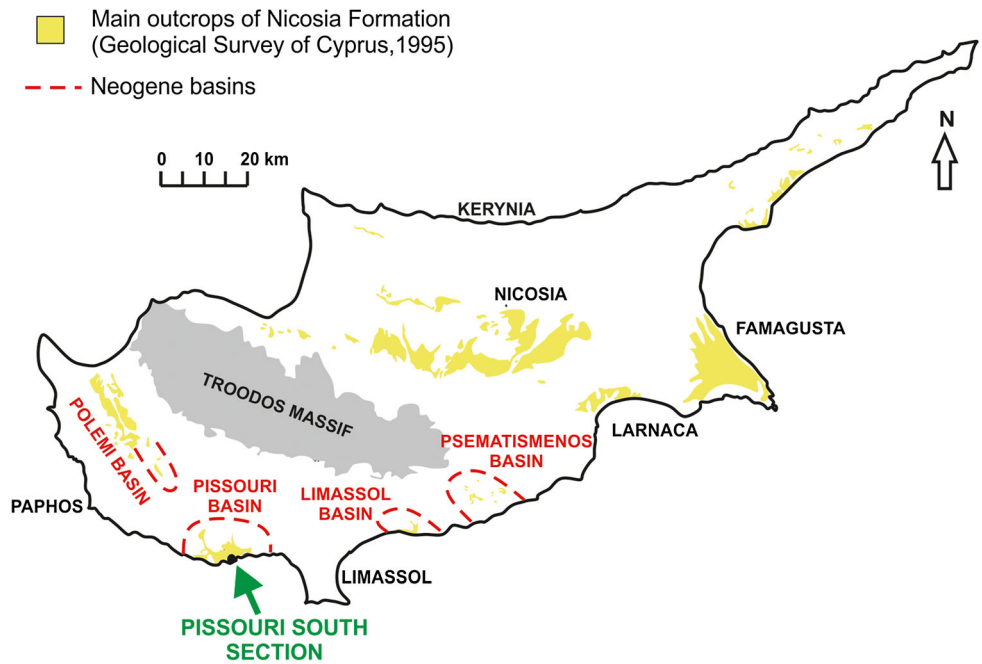 Main outcrops of Nicosia Formation
(Geological Survey of Cyprus,1995)
Neogene basins
0 10 20 km
N
KERYNIA
NICOSIA
FAMAGUSTA
TROODOS MASSIF
LARNACA
POLEMI BASIN
PSEMATISMENOS
BASIN
PISSOURI
BASIN
LIMASSOL
BASIN
PAPHOS
LIMASSOL
PISSOURI SOUTH
SECTION